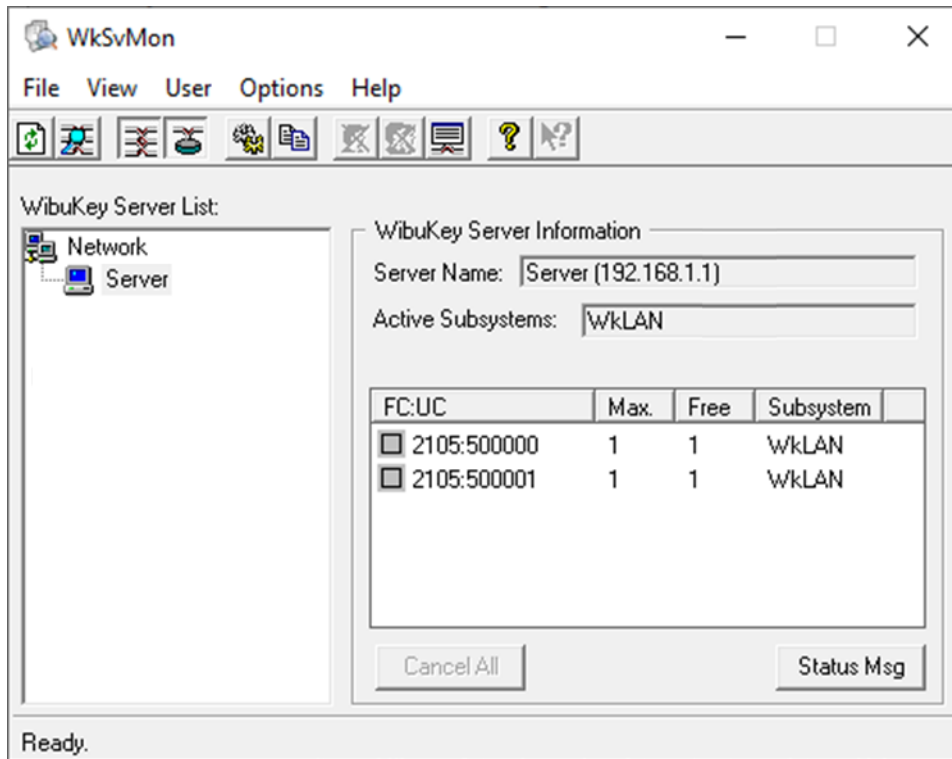 WkSvMon
File View User Options Help
WibuKey Server List:
Network
Server
WibuKey Server Information
Server Name: Server (192.168.1.1)
Active Subsystems: WkLAN
FC:UC Max. Free Subsystem
2105:500000 1 1 WkLAN
2105:500001 1 1 WkLAN
Cancel All Status Msg
Ready.